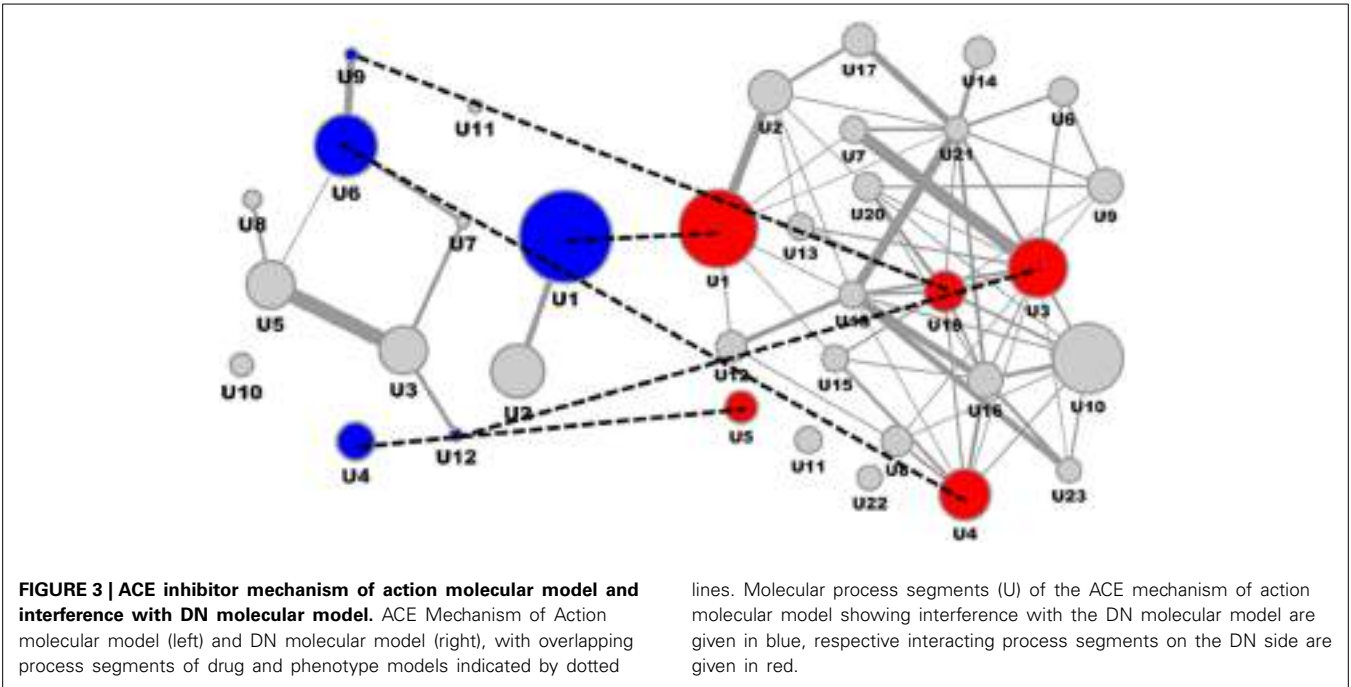 U9
U11
U6
U8
U7
U5
U1
U10
U3
U2
U4
U12
U17
U14
U2
U6
U7
U21
U20
U9
U13
U1
U3
U18
U19
U12
U15
U10
U16
U5
U11
U8
U22
U23
U4
FIGURE 3 | ACE inhibitor mechanism of action molecular model and
interference with DN molecular model. ACE Mechanism of Action
molecular model (left) and DN molecular model (right), with overlapping
process segments of drug and phenotype models indicated by dotted
lines. Molecular process segments (U) of the ACE mechanism of action
molecular model showing interference with the DN molecular model are
given in blue, respective interacting process segments on the DN side are
given in red.